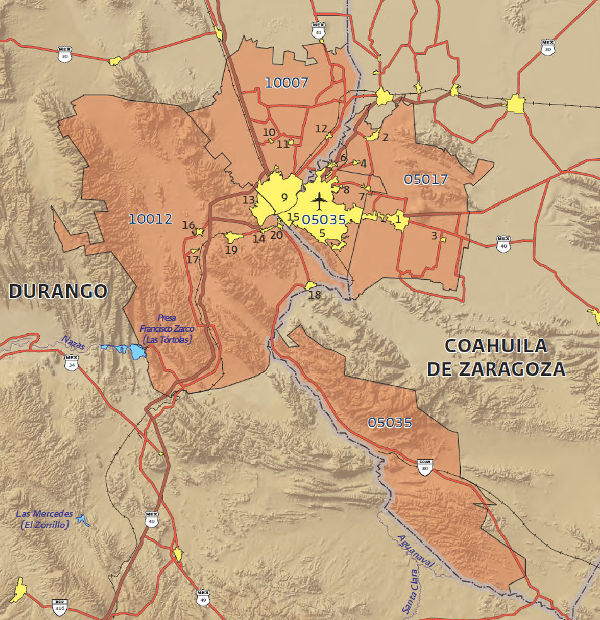 MEX
30
MEX
61
MEX
30
10007
10
11
12
2
6
4
8
7
05017
13
9
15
05035
5
1
3
10012
16
17
19
14
20
18
MEX
40
DURANGO
Presa
Francisco Zarco
(Las Tórtolas)
Nazas
MEX
34
COAHUILA
DE ZARAGOZA
05035
COAH
80
Las Mercedes
(El Zorrillo)
MEX
40
Aguanaval
Santa Clara
MEX
MEX
49